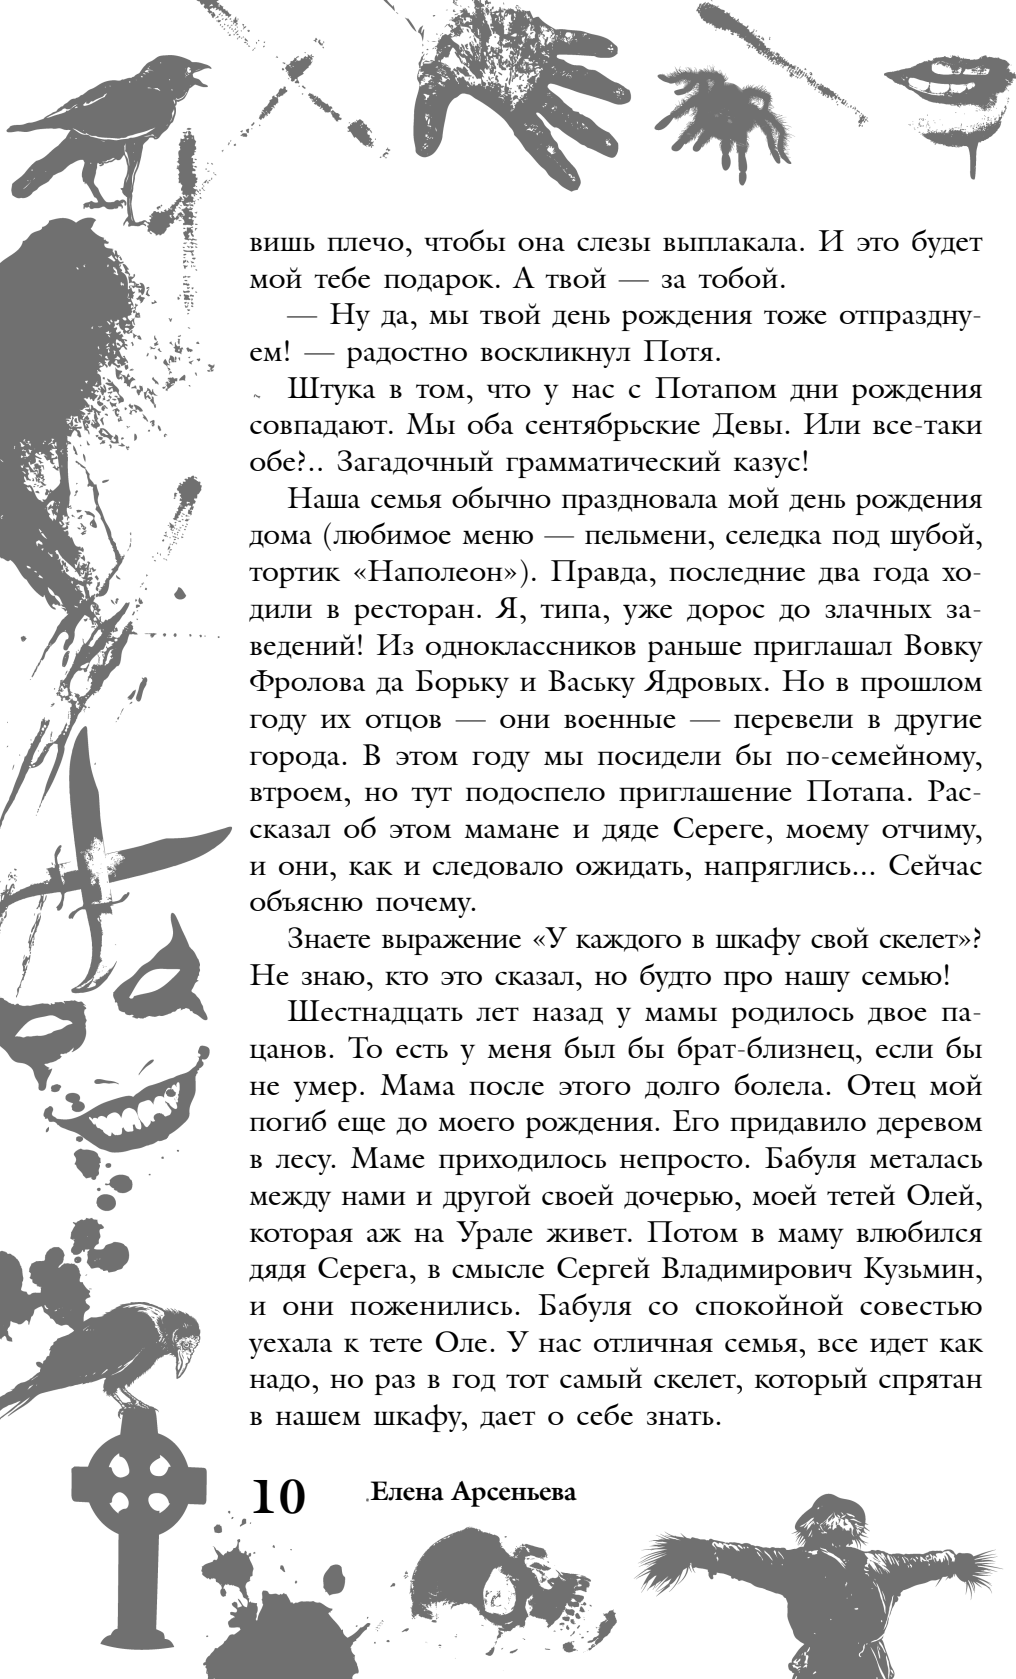 вишь плечо, чтобы она слезы выплакала. И это будет
мой тебе подарок. А твой — за тобой.
— Ну да, мы твой день рождения тоже отпраздну-
ем! — радостно воскликнул Потя.
Штука в том, что у нас с Потапом дни рождения
совпадают. Мы оба сентябрьские Девы. Или все-таки
обе?.. Загадочный грамматический казус!
Наша семья обычно праздновала мой день рождения
дома (любимое меню — пельмени, селедка под шубой,
тортик «Наполеон»). Правда, последние два года хо-
дили в ресторан. Я, типа, уже дорос до злачных за-
ведений! Из одноклассников раньше приглашал Вовку
Фролова да Борьку и Ваську Ядровых. Но в прошлом
году их отцов — они военные — перевели в другие
города. В этом году мы посидели бы по-семейному,
втроем, но тут подоспело приглашение Потапа. Рас-
сказал об этом мамане и дяде Сереге, моему отчиму,
и они, как и следовало ожидать, напряглись... Сейчас
объясню почему.
Знаете выражение «У каждого в шкафу свой скелет»?
Не знаю, кто это сказал, но будто про нашу семью!
Шестнадцать лет назад у мамы родилось двое па-
цанов. То есть у меня был бы брат-близнец, если бы
не умер. Мама после этого долго болела. Отец мой
погиб еще до моего рождения. Его придавило деревом
в лесу. Маме приходилось непросто. Бабуля металась
между нами и другой своей дочерью, моей тетей Олей,
которая аж на Урале живет. Потом в маму влюбился
дядя Серега, в смысле Сергей Владимирович Кузьмин,
и они поженились. Бабуля со спокойной совестью
уехала к тете Оле. У нас отличная семья, все идет как
надо, но раз в год тот самый скелет, который спрятан
в нашем шкафу, дает о себе знать.
10 Елена Арсеньева